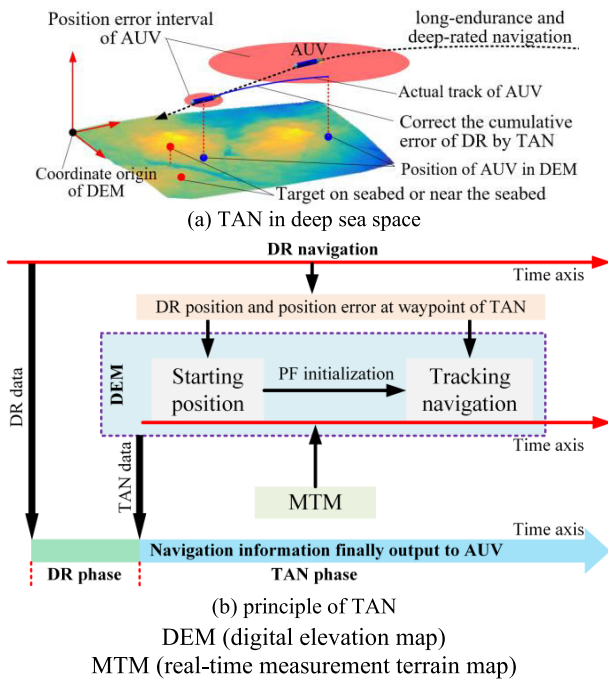 Position error interval
of AUV
AUV
long-endurance and
deep-rated navigation
Actual track of AUV
Correct the cumulative
error of DR by TAN
Position of AUV in DEM
Coordinate origin
of DEM
Target on seabed or near the seabed
(a) TAN in deep sea space
DR navigation
Time axis
DR position and position error at waypoint of TAN
DR data
DEM
Starting
position
PF initialization
Tracking
navigation
Time axis
TAN data
MTM
Time axis
Navigation information finally output to AUV
DR phase
TAN phase
(b) principle of TAN
DEM (digital elevation map)
MTM (real-time measurement terrain map)